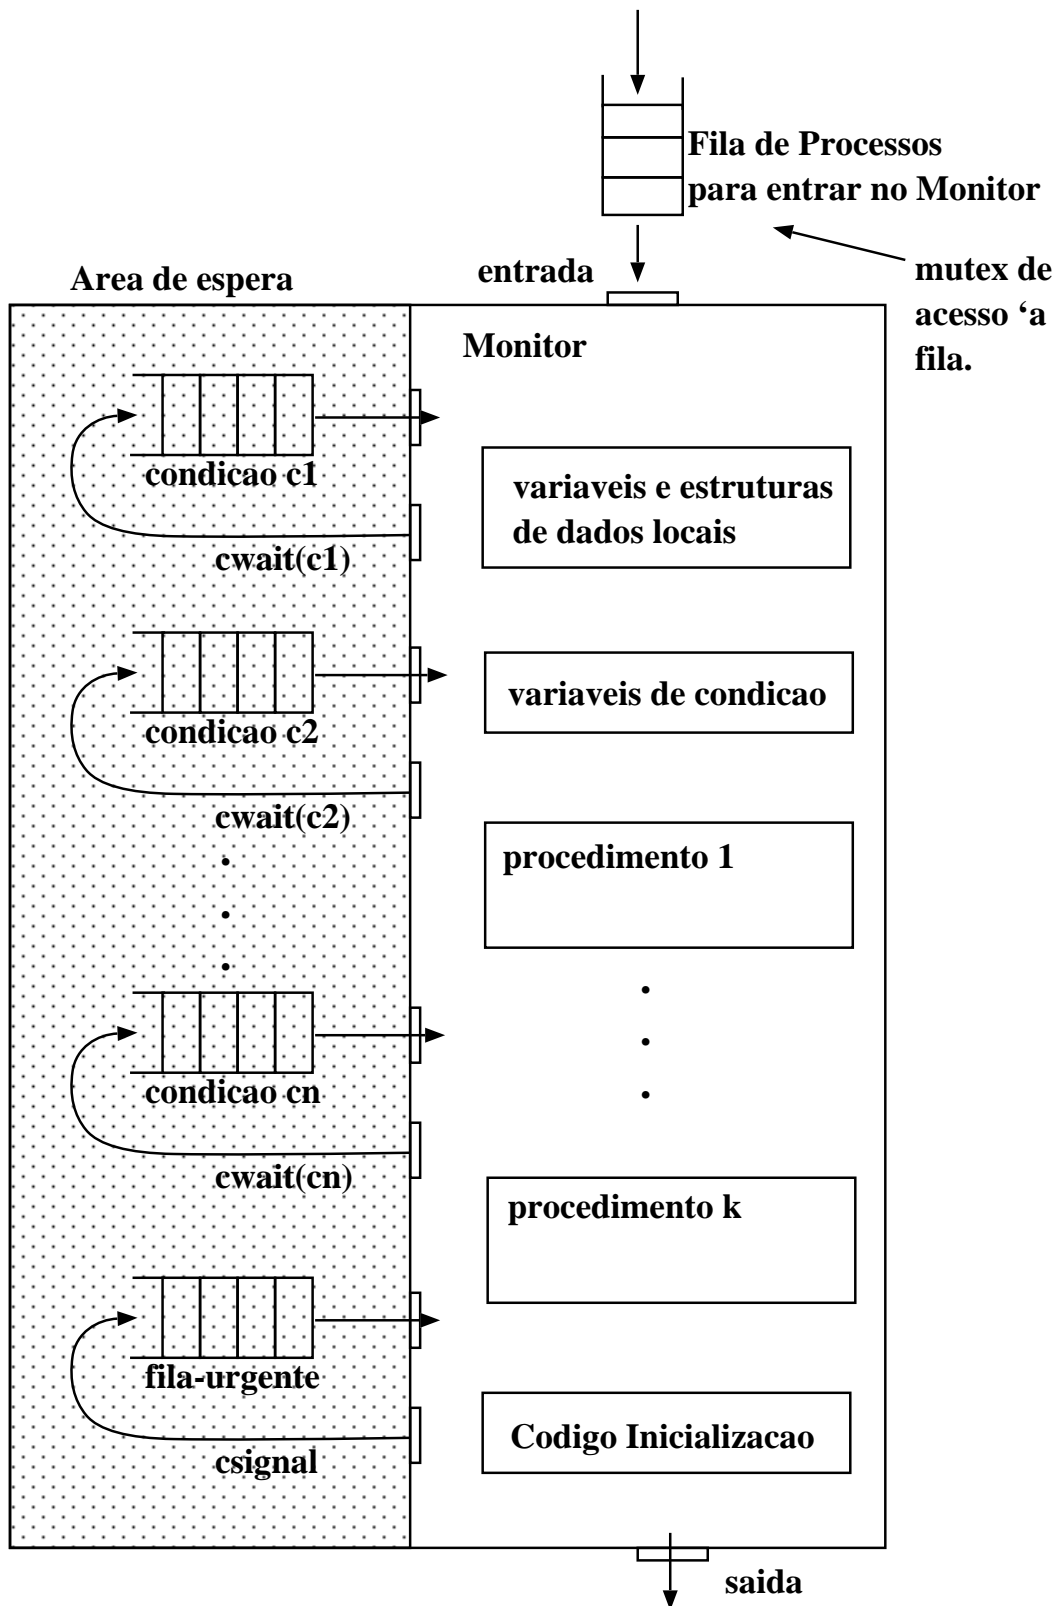 Fila de Processos
para entrar no Monitor
entrada
mutex de
acesso ‘a
fila.
Area de espera
Monitor
condicao c1
cwait(c1)
condicao c2
cwait(c2)
.
.
.
condicao cn
cwait(cn)
fila-urgente
csignal
variaveis e estruturas
de dados locais
variaveis de condicao
procedimento 1
.
.
.
procedimento k
Codigo Inicializacao
saida